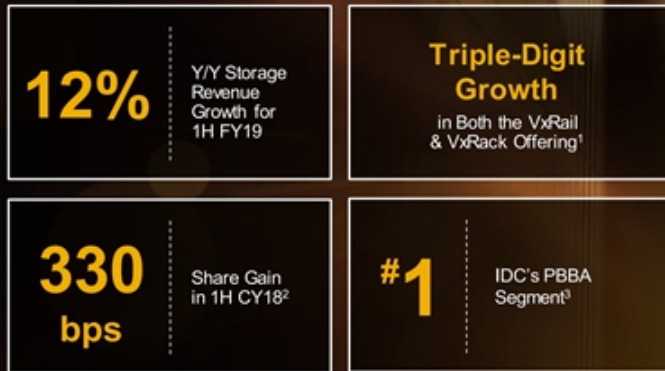 12%
Y/Y Storage
Revenue
Growth for
1H FY19
Triple-Digit
Growth
in Both the VxRail
& VxRack Offering¹
330
bps
Share Gain
in 1H CY18²
#1
IDC's PBBA
Segment³